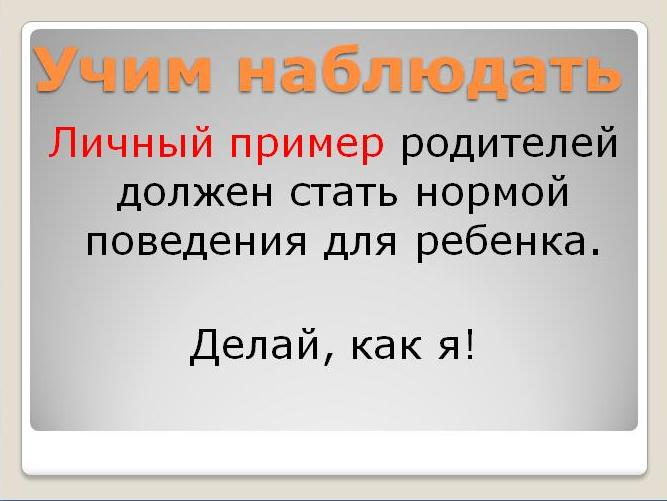 Учим наблюдать
Личный пример родителей
должен стать нормой
поведения для ребенка.
Делай, как я!